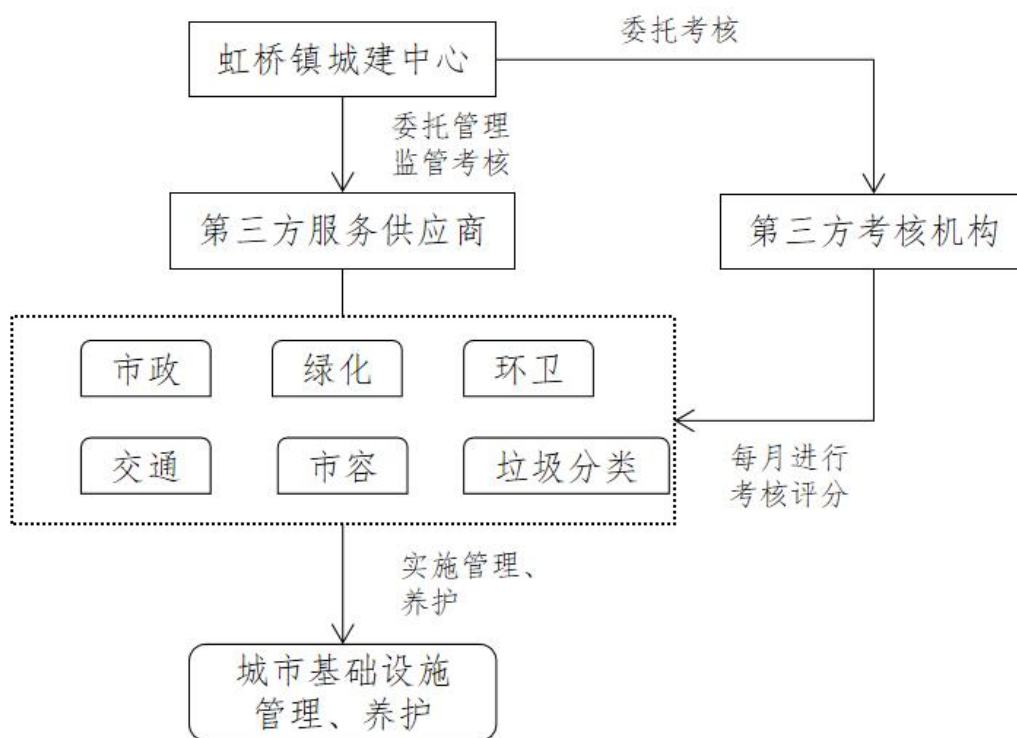 委托考核
虹桥镇城建中心
委托管理
监管考核
第三方服务供应商
第三方考核机构
市政
绿化
环卫
交通
市容
垃圾分类
每月进行
考核评分
实施管理、
养护
城市基础设施
管理、养护